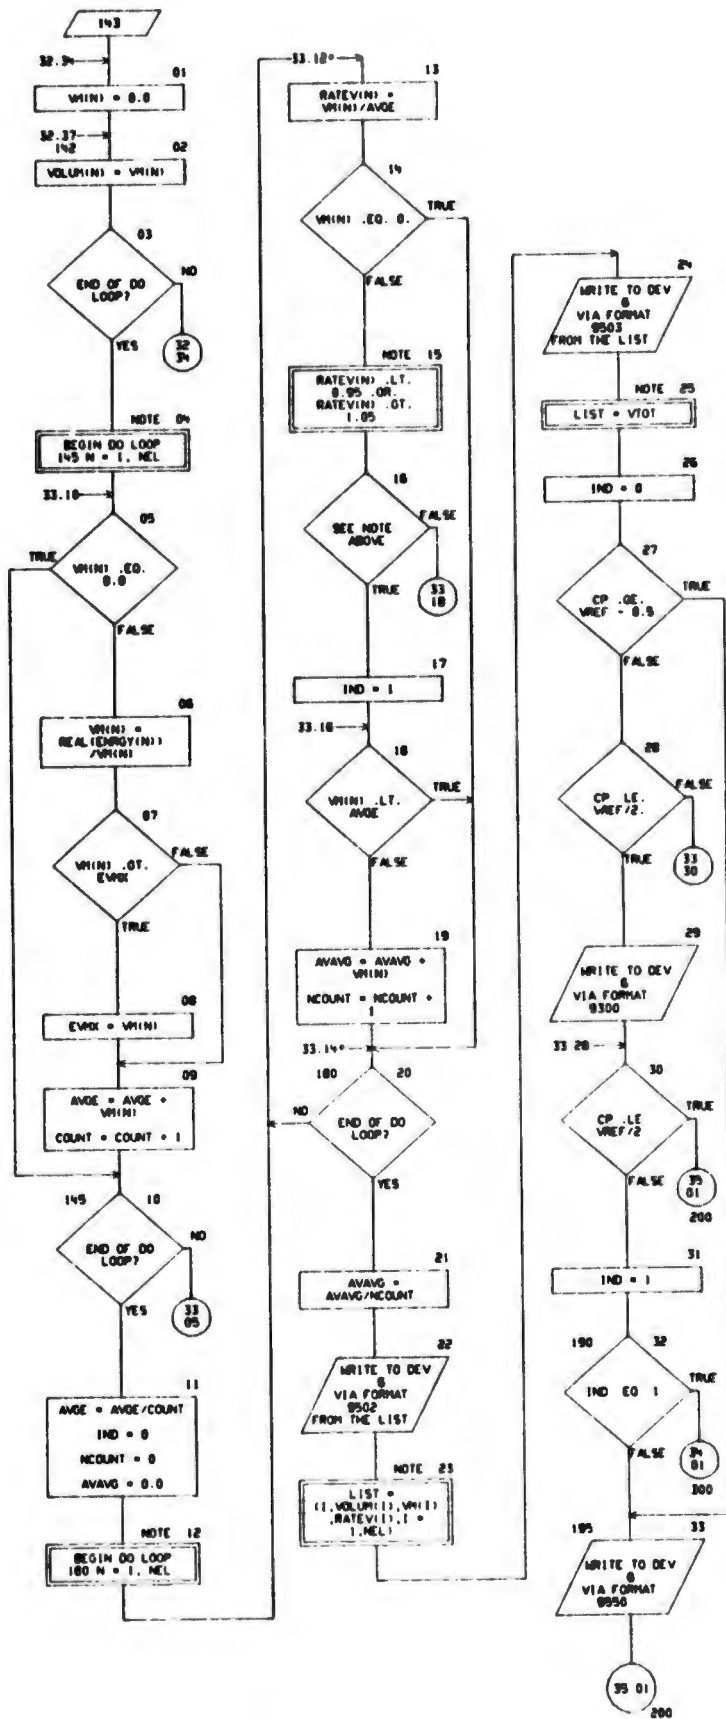 143
32.34
01
VM(N) = 0.0
32.37
142
02
VOLUM(N) = VM(N)
03
END OF DO
LOOP?
NO
32
34
YES
NOTE 04
BEGIN DO LOOP
145 N = 1, NEL
33.10
05
TRUE
VM(N) .EQ.
0.0
FALSE
06
VM(N) =
REAL(ENRGY(N))
/VM(N)
07
FALSE
VM(N) .GT.
EVMX
TRUE
08
EVMX = VM(N)
09
AVGE = AVGE +
VM(N)
COUNT = COUNT + 1
145
10
NO
END OF DO
LOOP?
33
05
YES
11
AVGE = AVGE/COUNT
IND = 0
NCOUNT = 0
AVAVG = 0.0
NOTE 12
BEGIN DO LOOP
180 N = 1, NEL
33.12*
13
RATEV(N) =
VM(N)/AVGE
14
TRUE
VM(N) .EQ. 0.
FALSE
NOTE 15
RATEV(N) .LT.
0.95 .OR.
RATEV(N) .GT.
1.05
16
FALSE
SEE NOTE
ABOVE
33
18
TRUE
17
IND = 1
33.16
18
TRUE
VM(N) .LT.
AVGE
FALSE
19
AVAVG = AVAVG +
VM(N)
NCOUNT = NCOUNT +
1
33.14*
180
20
NO
END OF DO
LOOP?
YES
21
AVAVG =
AVAVG/NCOUNT
22
WRITE TO DEV
6
VIA FORMAT
9502
FROM THE LIST
NOTE 23
LIST =
(I,VOLUM(I),VM(I)
,RATEV(I),I =
1,NEL)
24
WRITE TO DEV
6
VIA FORMAT
9503
FROM THE LIST
NOTE 25
LIST = VTOT
26
IND = 0
27
TRUE
CP .GE.
VREF - 0.5
FALSE
28
FALSE
CP .LE.
VREF/2.
33
30
TRUE
29
WRITE TO DEV
6
VIA FORMAT
9300
33 28
30
TRUE
CP .LE
VREF/2
35
01
200
FALSE
31
IND = 1
190
32
TRUE
IND EQ 1
34
01
300
FALSE
195
33
WRITE TO DEV
6
VIA FORMAT
9550
35 01
200